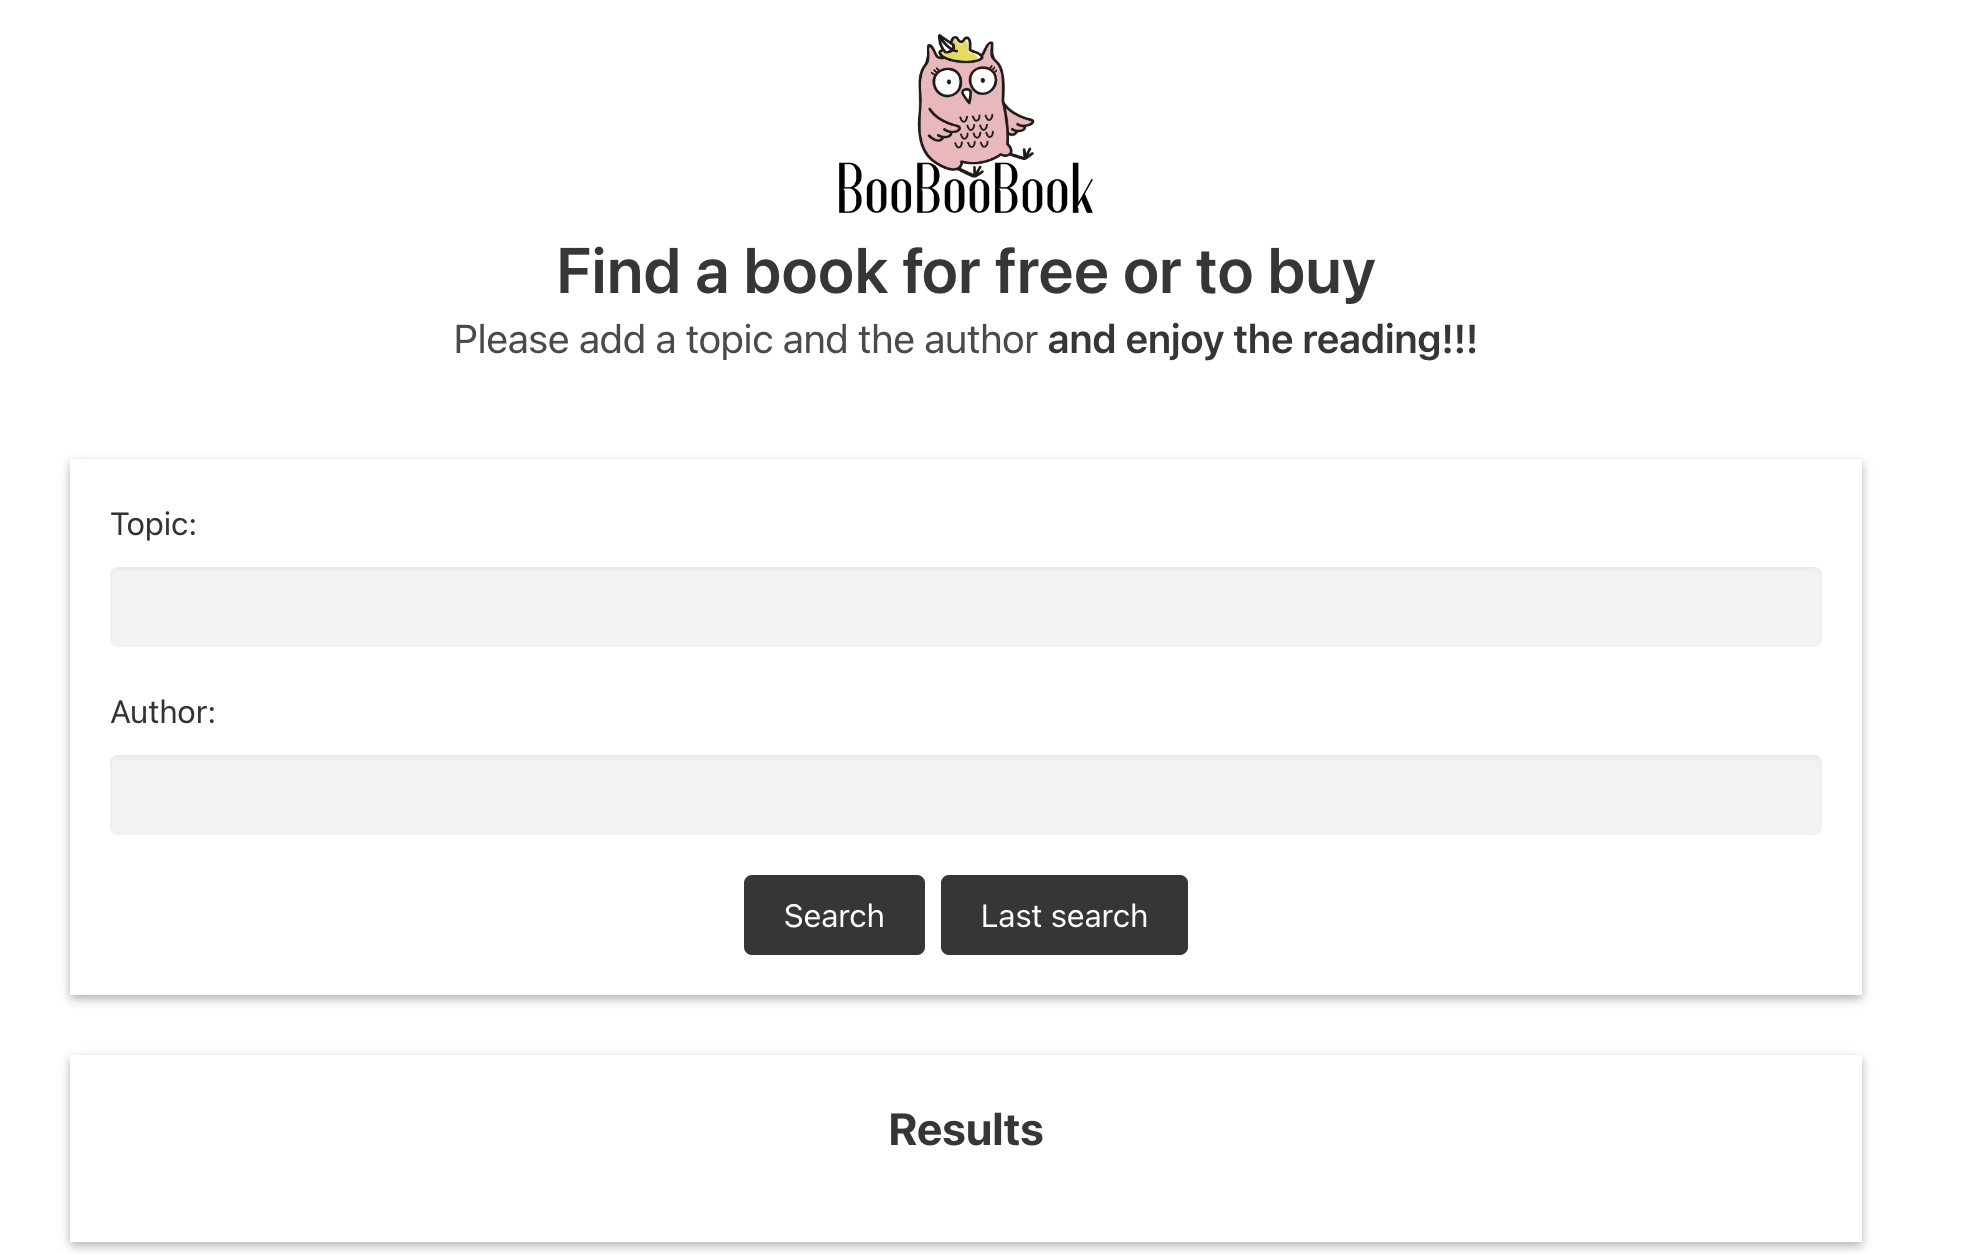 BooBooBook
Find a book for free or to buy
Please add a topic and the author and enjoy the reading!!!
Topic:
Author:
Search
Last search
Results